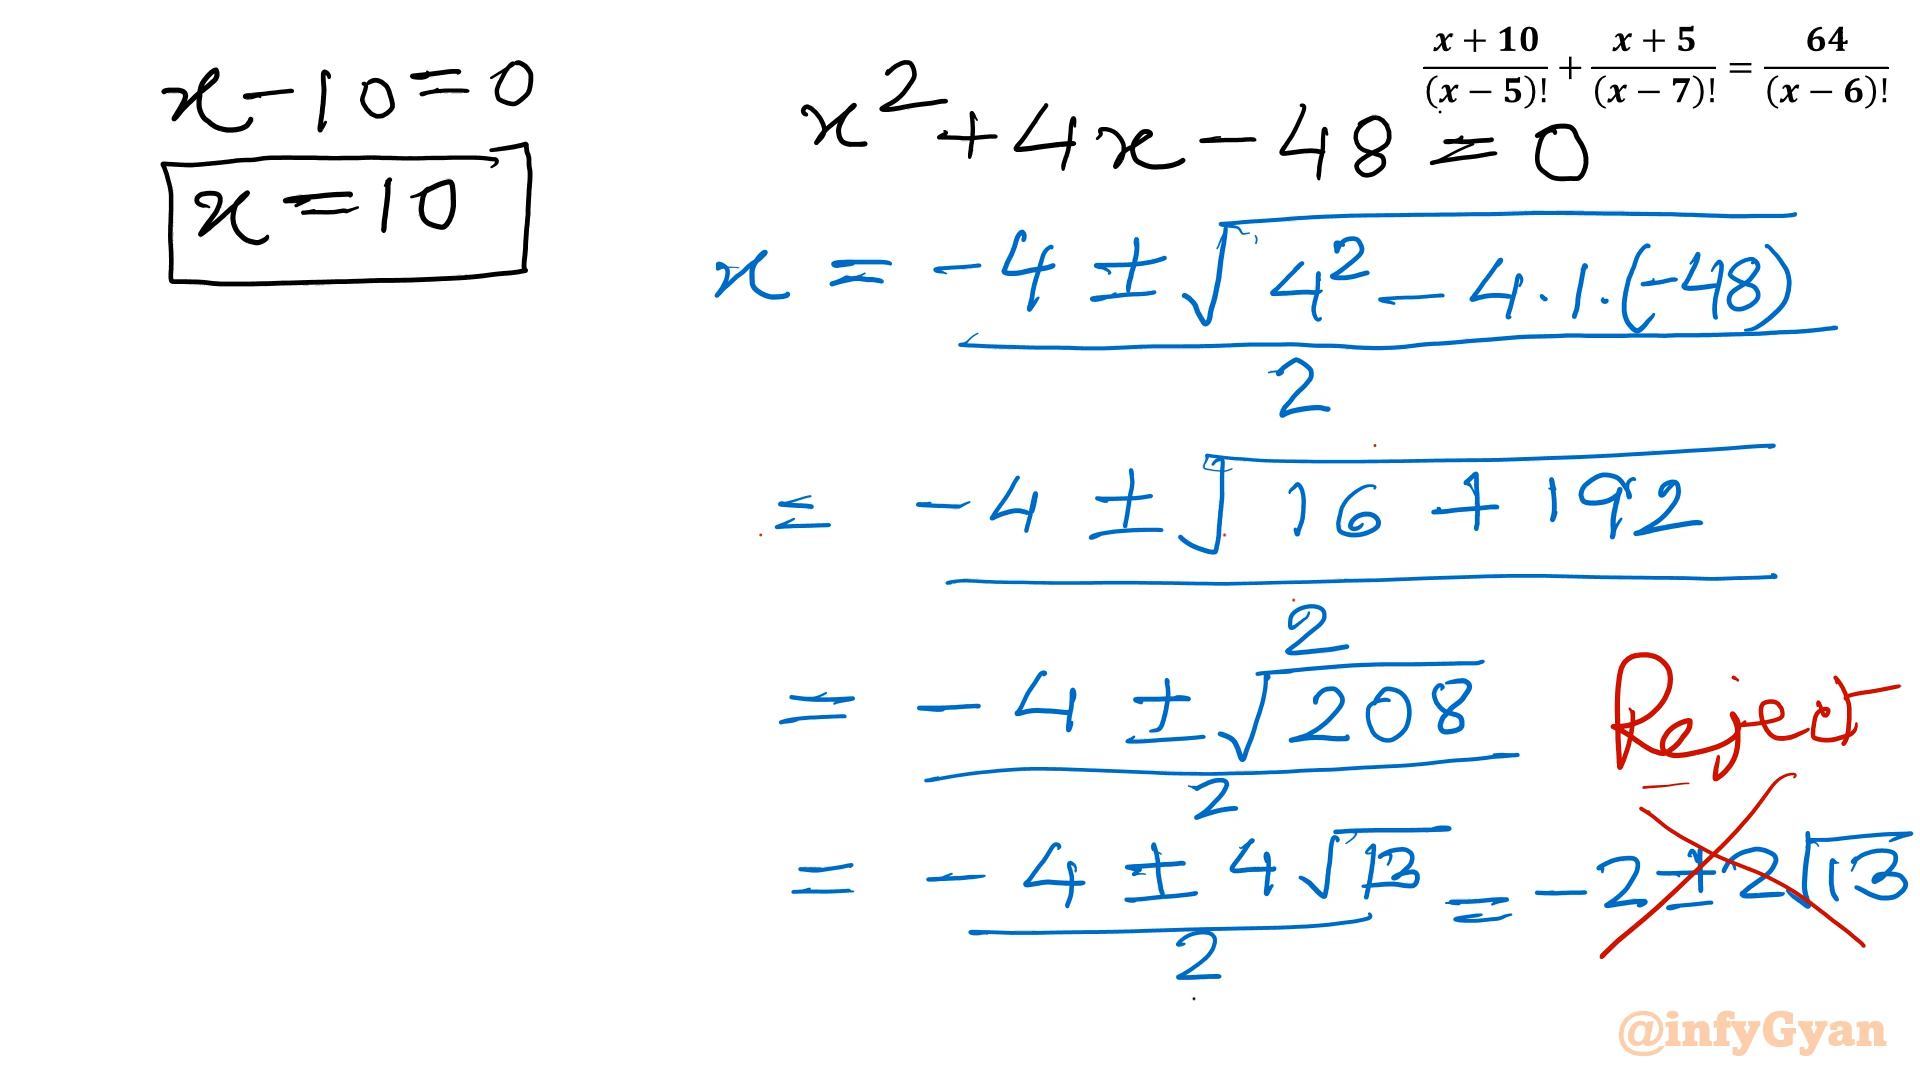 x - 10 = 0
x = 10
(x + 10)/(x - 5)! + (x + 5)/(x - 7)! = 64/(x - 6)!
x² + 4x - 48 = 0
x = (-4 ± √(4² - 4·1·(-48)))/2
= (-4 ± √(16 + 192))/2
= (-4 ± √208)/2
Reject
= (-4 ± 4√13)/2 = -2 ± 2√13
@infyGyan